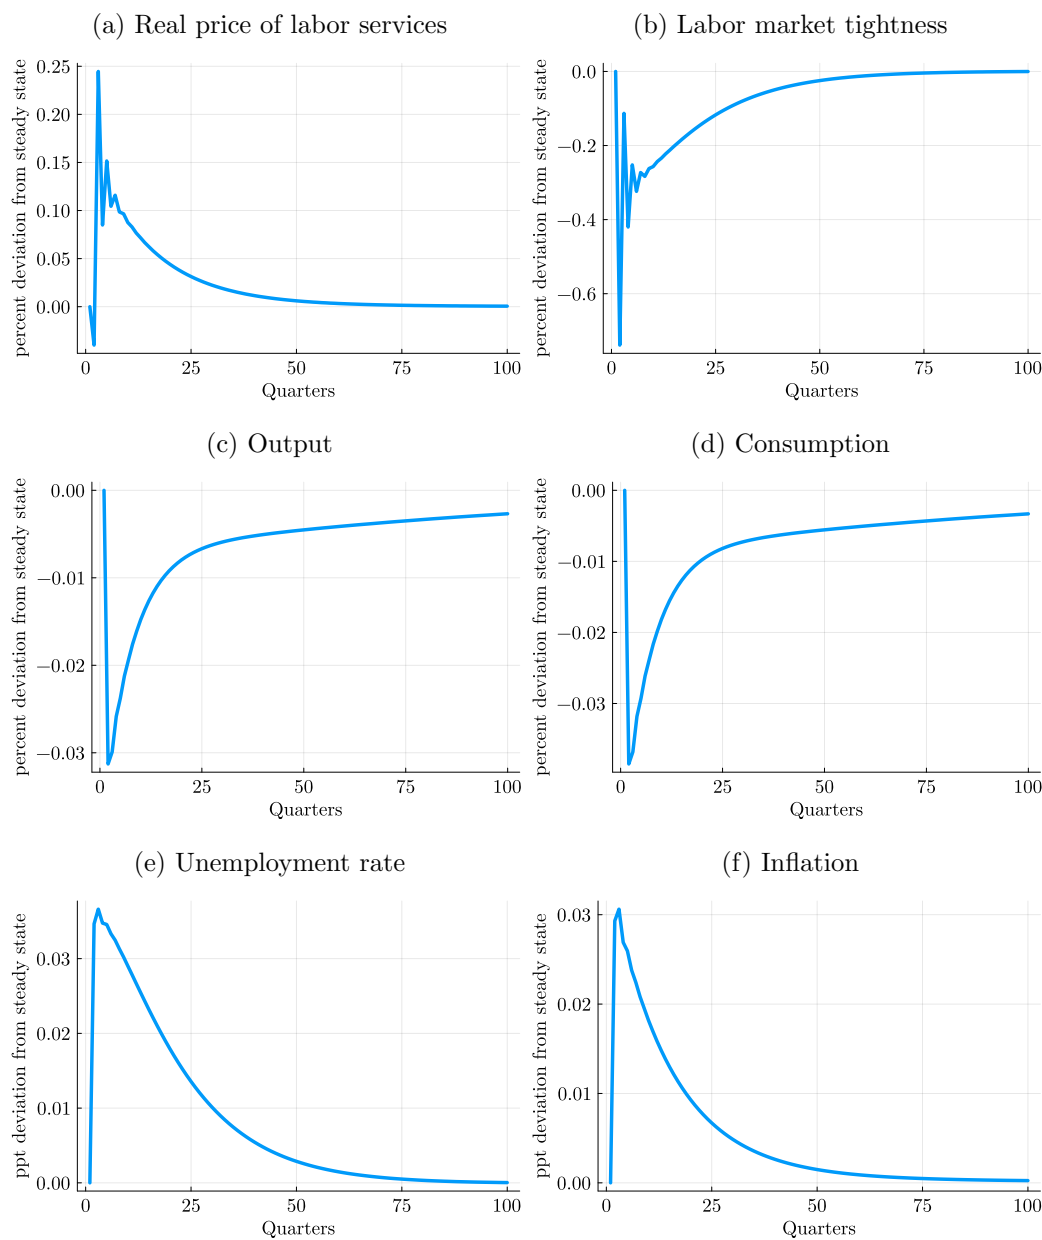 (a) Real price of labor services
percent deviation from steady state
0.25
0.20
0.15
0.10
0.05
0.00
0 25 50 75 100
Quarters
(b) Labor market tightness
percent deviation from steady state
0.0
−0.2
−0.4
−0.6
0 25 50 75 100
Quarters
(c) Output
percent deviation from steady state
0.00
−0.01
−0.02
−0.03
0 25 50 75 100
Quarters
(d) Consumption
percent deviation from steady state
0.00
−0.01
−0.02
−0.03
0 25 50 75 100
Quarters
(e) Unemployment rate
ppt deviation from steady state
0.03
0.02
0.01
0.00
0 25 50 75 100
Quarters
(f) Inflation
ppt deviation from steady state
0.03
0.02
0.01
0.00
0 25 50 75 100
Quarters